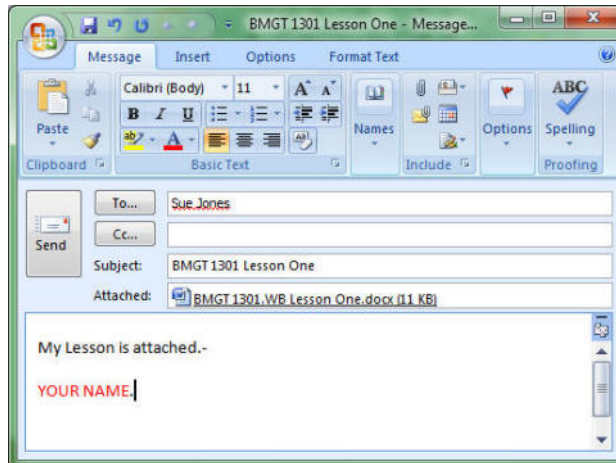 BMGT 1301 Lesson One - Message...
Message Insert Options Format Text
Calibri (Body) 11 A A ABC
B I U
Paste ab A Names Options Spelling
Clipboard Basic Text Include Proofing
To... Sue Jones
Cc...
Send
Subject: BMGT 1301 Lesson One
Attached: BMGT 1301.WB Lesson One.docx (11 KB)
My Lesson is attached.-
YOUR NAME.